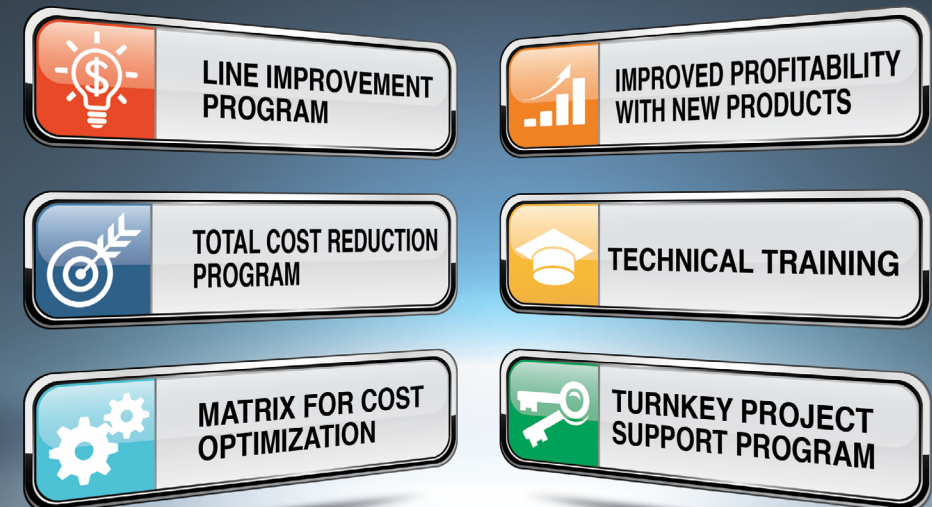 LINE IMPROVEMENT
PROGRAM
IMPROVED PROFITABILITY
WITH NEW PRODUCTS
TOTAL COST REDUCTION
PROGRAM
TECHNICAL TRAINING
MATRIX FOR COST
OPTIMIZATION
TURNKEY PROJECT
SUPPORT PROGRAM